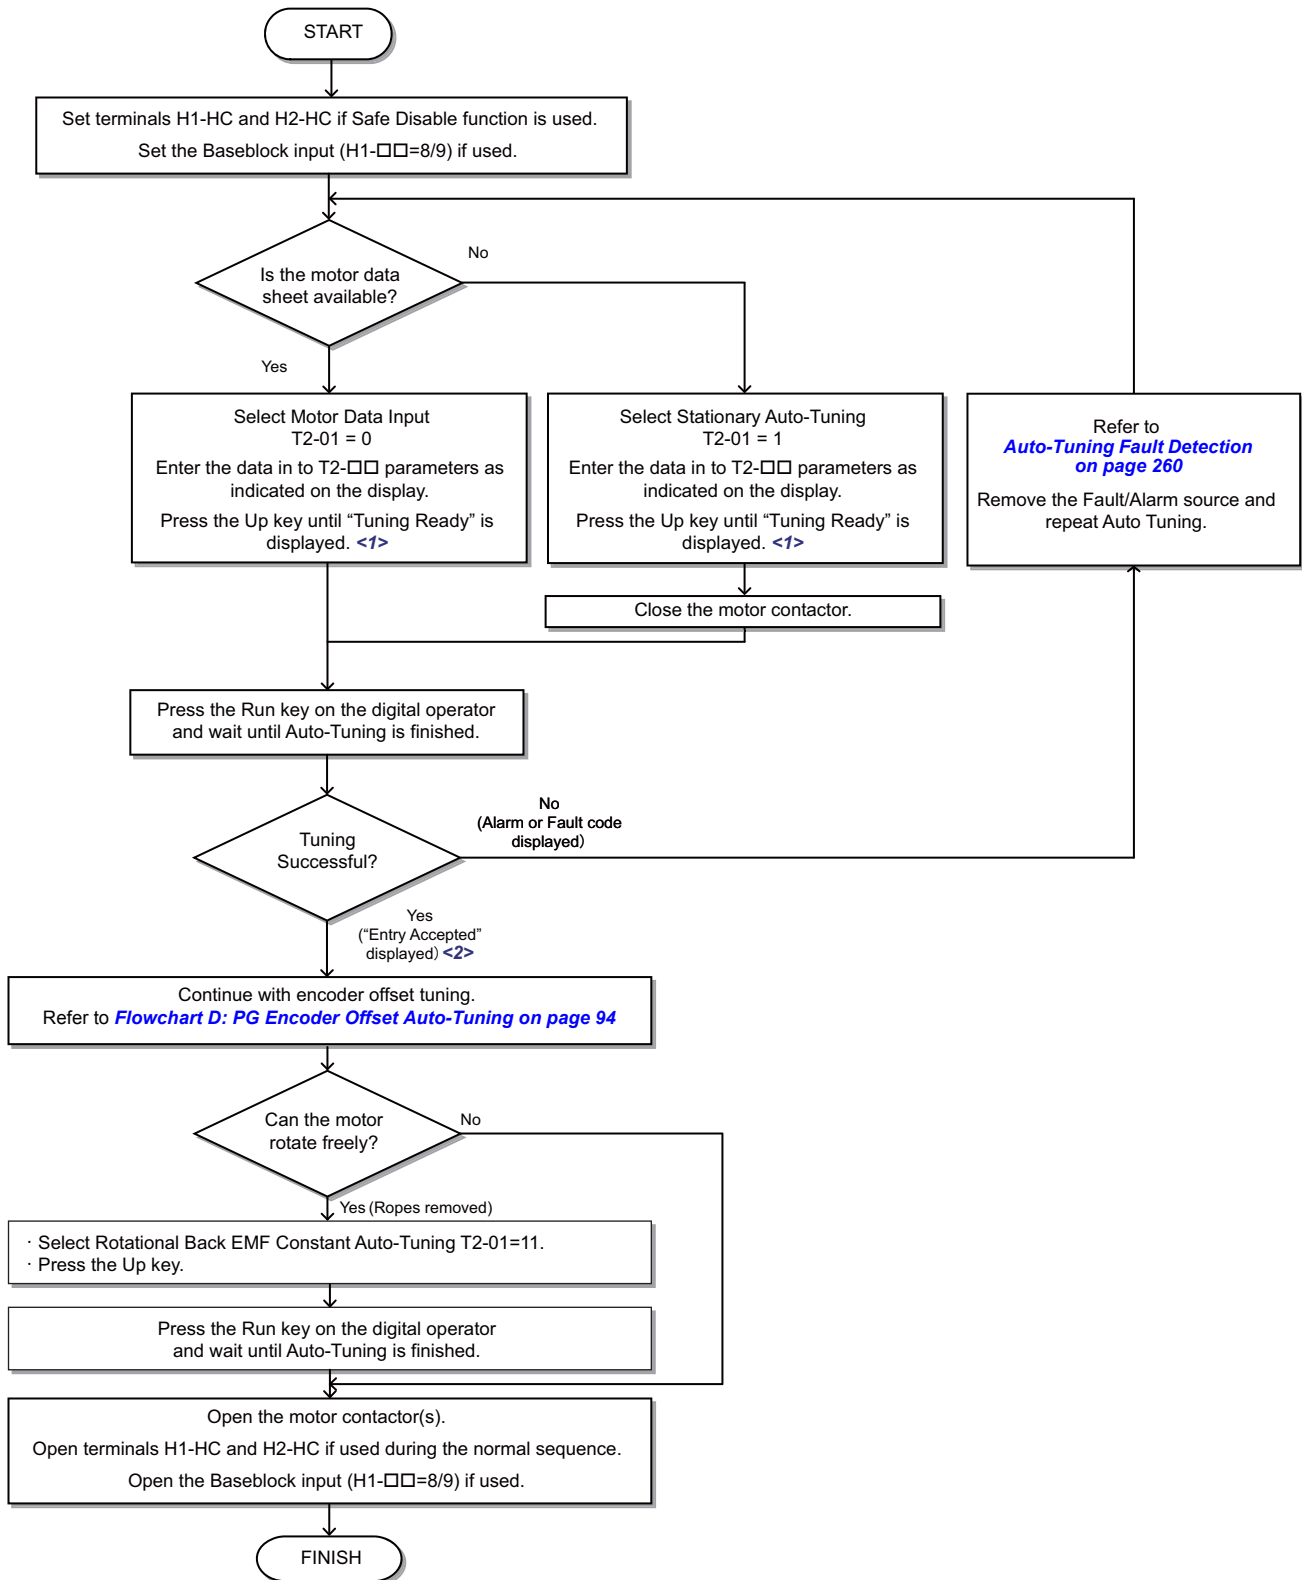 START
Set terminals H1-HC and H2-HC if Safe Disable function is used.
Set the Baseblock input (H1-□□=8/9) if used.
Is the motor data
sheet available?
No
Yes
Select Motor Data Input
T2-01 = 0
Enter the data in to T2-□□ parameters as
indicated on the display.
Press the Up key until “Tuning Ready” is
displayed. <1>
Select Stationary Auto-Tuning
T2-01 = 1
Enter the data in to T2-□□ parameters as
indicated on the display.
Press the Up key until “Tuning Ready” is
displayed. <1>
Close the motor contactor.
Refer to
Auto-Tuning Fault Detection
on page 260
Remove the Fault/Alarm source and
repeat Auto Tuning.
Press the Run key on the digital operator
and wait until Auto-Tuning is finished.
Tuning
Successful?
No
(Alarm or Fault code
displayed)
Yes
(“Entry Accepted”
displayed) <2>
Continue with encoder offset tuning.
Refer to Flowchart D: PG Encoder Offset Auto-Tuning on page 94
Can the motor
rotate freely?
No
Yes (Ropes removed)
· Select Rotational Back EMF Constant Auto-Tuning T2-01=11.
· Press the Up key.
Press the Run key on the digital operator
and wait until Auto-Tuning is finished.
Open the motor contactor(s).
Open terminals H1-HC and H2-HC if used during the normal sequence.
Open the Baseblock input (H1-□□=8/9) if used.
FINISH